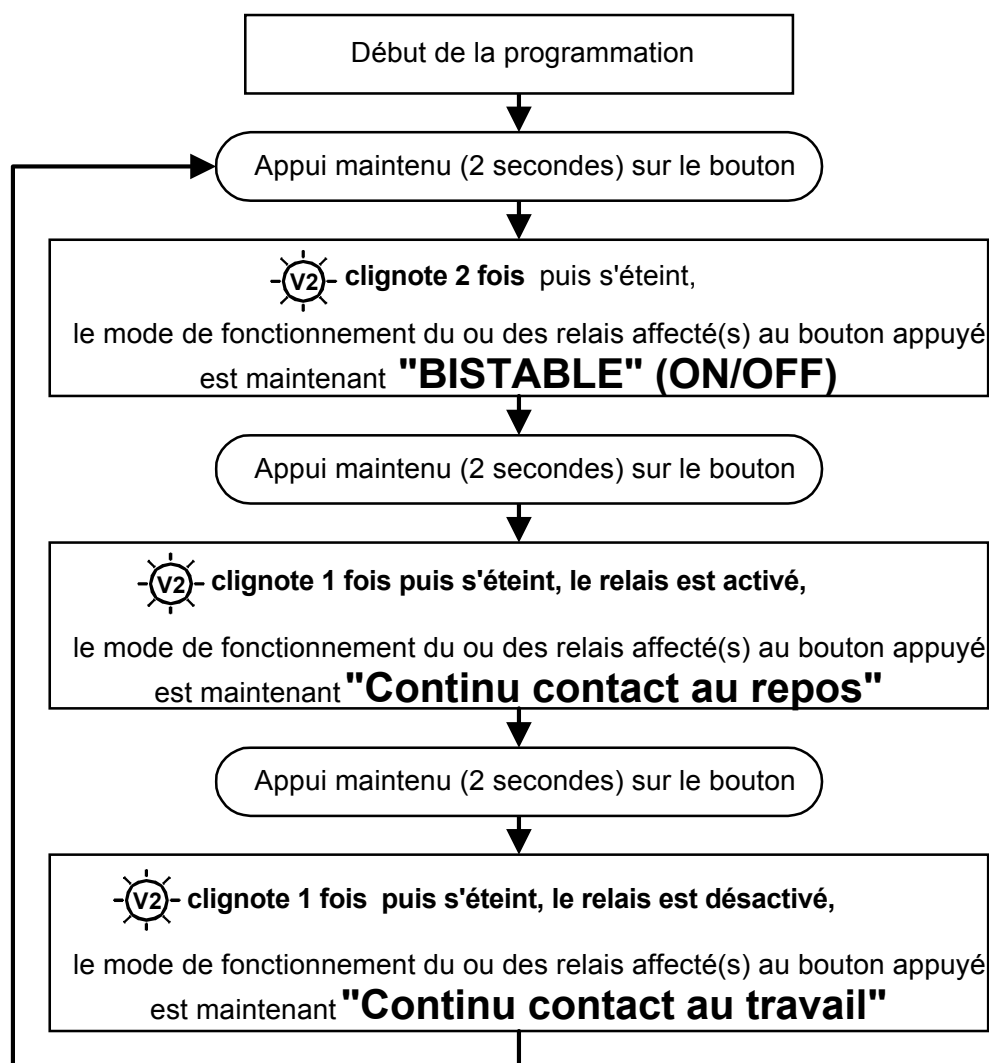 Début de la programmation
Appui maintenu (2 secondes) sur le bouton
V2 clignote 2 fois puis s'éteint,
le mode de fonctionnement du ou des relais affecté(s) au bouton appuyé
est maintenant "BISTABLE" (ON/OFF)
Appui maintenu (2 secondes) sur le bouton
V2 clignote 1 fois puis s'éteint, le relais est activé,
le mode de fonctionnement du ou des relais affecté(s) au bouton appuyé
est maintenant "Continu contact au repos"
Appui maintenu (2 secondes) sur le bouton
V2 clignote 1 fois puis s'éteint, le relais est désactivé,
le mode de fonctionnement du ou des relais affecté(s) au bouton appuyé
est maintenant "Continu contact au travail"